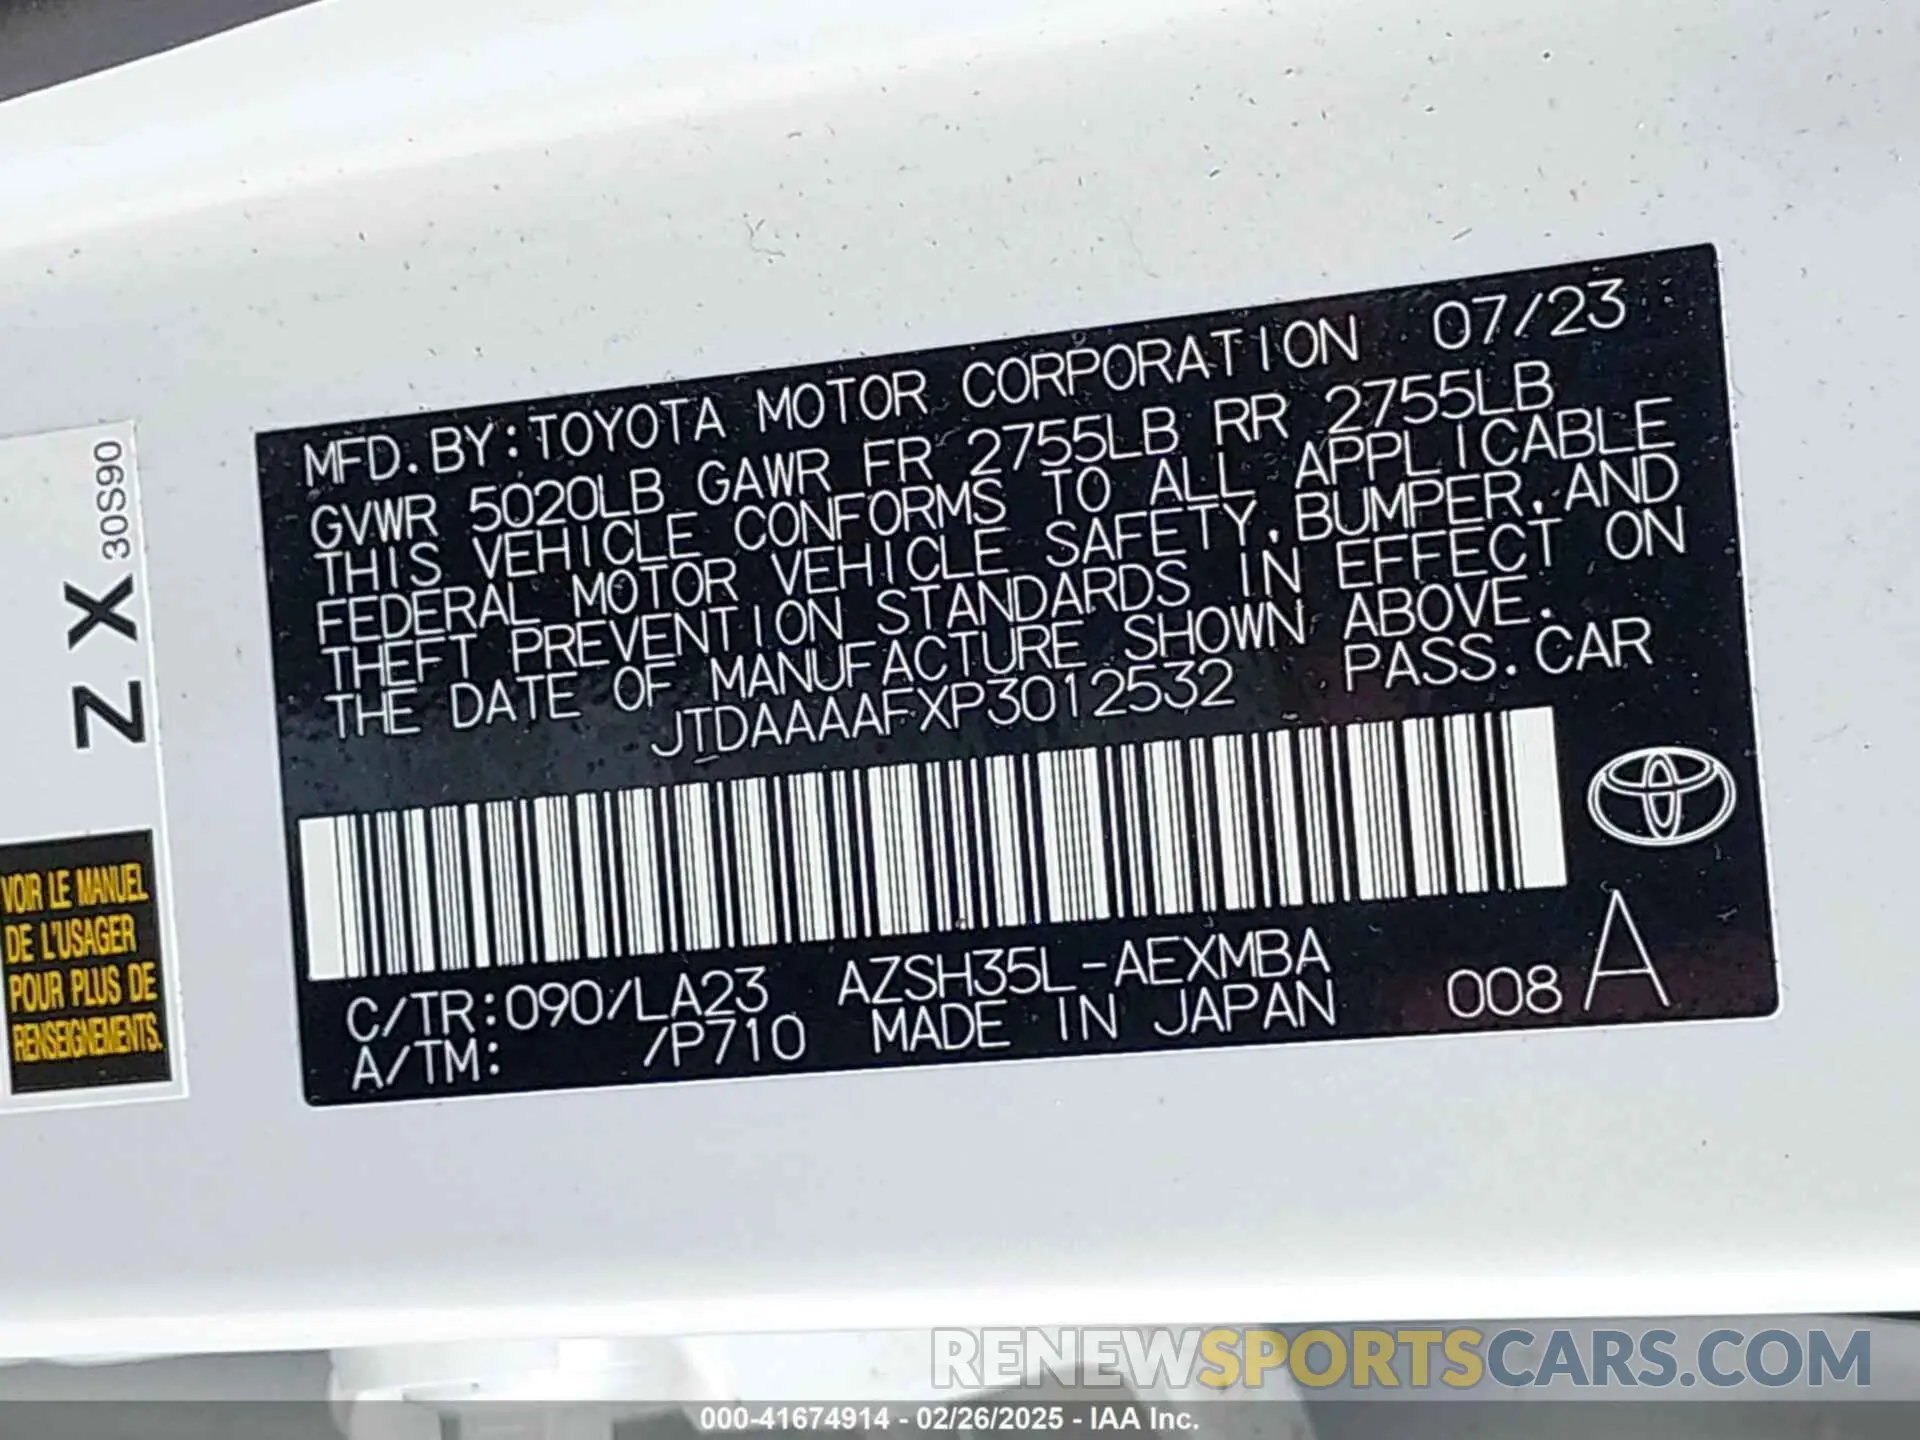 MFD. BY: TOYOTA MOTOR CORPORATION 07/23
GVWR 5020LB GAWR FR 2755LB RR 2755LB
THIS VEHICLE CONFORMS TO ALL APPLICABLE
FEDERAL MOTOR VEHICLE SAFETY, BUMPER, AND
THEFT PREVENTION STANDARDS IN EFFECT ON
THE DATE OF MANUFACTURE SHOWN ABOVE.
JTDAAAAFXP3012532 PASS. CAR
C/TR: 090/LA23 AZSH35L-AEXMBA
A/TM: /P710 MADE IN JAPAN 008 A
ZX 30S90
VOIR LE MANUEL
DE L'USAGER
POUR PLUS DE
RENSEIGNEMENTS.
RENEWSPORTSCARS.COM
000-41674914 - 02/26/2025 - IAA Inc.